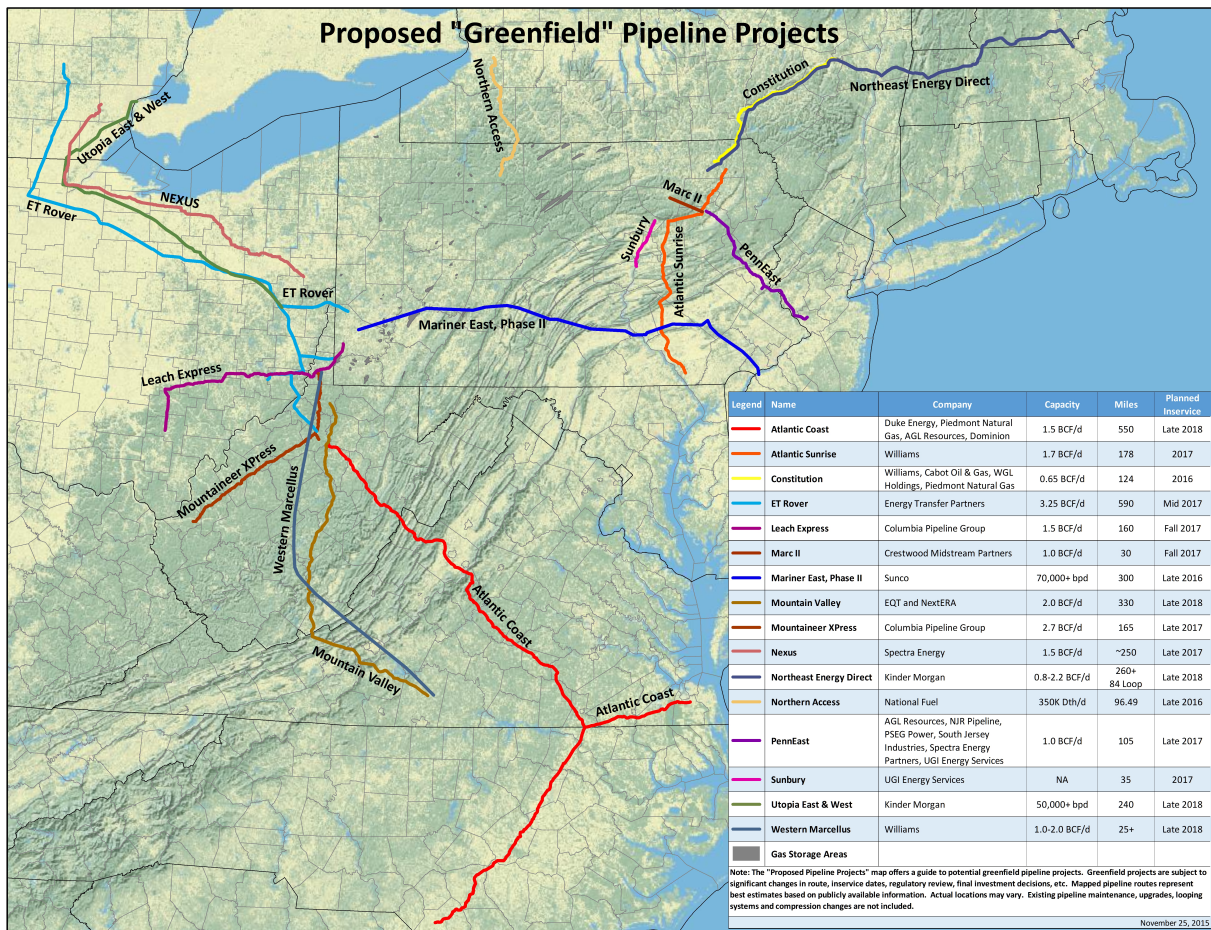 Proposed "Greenfield" Pipeline Projects
Northern Access
Constitution
Northeast Energy Direct
Utopia East & West
NEXUS
ET Rover
Marc II
Sunbury
Atlantic Sunrise
PennEast
ET Rover
Mariner East, Phase II
Leach Express
Mountaineer XPress
Western Marcellus
Atlantic Coast
Mountain Valley
Atlantic Coast
Legend Name Company Capacity Miles Planned
Inservice
Atlantic Coast Duke Energy, Piedmont Natural
Gas, AGL Resources, Dominion 1.5 BCF/d 550 Late 2018
Atlantic Sunrise Williams 1.7 BCF/d 178 2017
Constitution Williams, Cabot Oil & Gas, WGL
Holdings, Piedmont Natural Gas 0.65 BCF/d 124 2016
ET Rover Energy Transfer Partners 3.25 BCF/d 590 Mid 2017
Leach Express Columbia Pipeline Group 1.5 BCF/d 160 Fall 2017
Marc II Crestwood Midstream Partners 1.0 BCF/d 30 Fall 2017
Mariner East, Phase II Sunco 70,000+ bpd 300 Late 2016
Mountain Valley EQT and NextERA 2.0 BCF/d 330 Late 2018
Mountaineer XPress Columbia Pipeline Group 2.7 BCF/d 165 Late 2017
Nexus Spectra Energy 1.5 BCF/d ~250 Late 2017
Northeast Energy Direct Kinder Morgan 0.8-2.2 BCF/d 260+
84 Loop Late 2018
Northern Access National Fuel 350K Dth/d 96.49 Late 2016
PennEast AGL Resources, NJR Pipeline,
PSEG Power, South Jersey
Industries, Spectra Energy
Partners, UGI Energy Services 1.0 BCF/d 105 Late 2017
Sunbury UGI Energy Services NA 35 2017
Utopia East & West Kinder Morgan 50,000+ bpd 240 Late 2018
Western Marcellus Williams 1.0-2.0 BCF/d 25+ Late 2018
Gas Storage Areas
Note: The "Proposed Pipeline Projects" map offers a guide to potential greenfield pipeline projects. Greenfield projects are subject to
significant changes in route, inservice dates, regulatory review, final investment decisions, etc. Mapped pipeline routes represent
best estimates based on publicly available information. Actual locations may vary. Existing pipeline maintenance, upgrades, looping
systems and compression changes are not included.
November 25, 2015